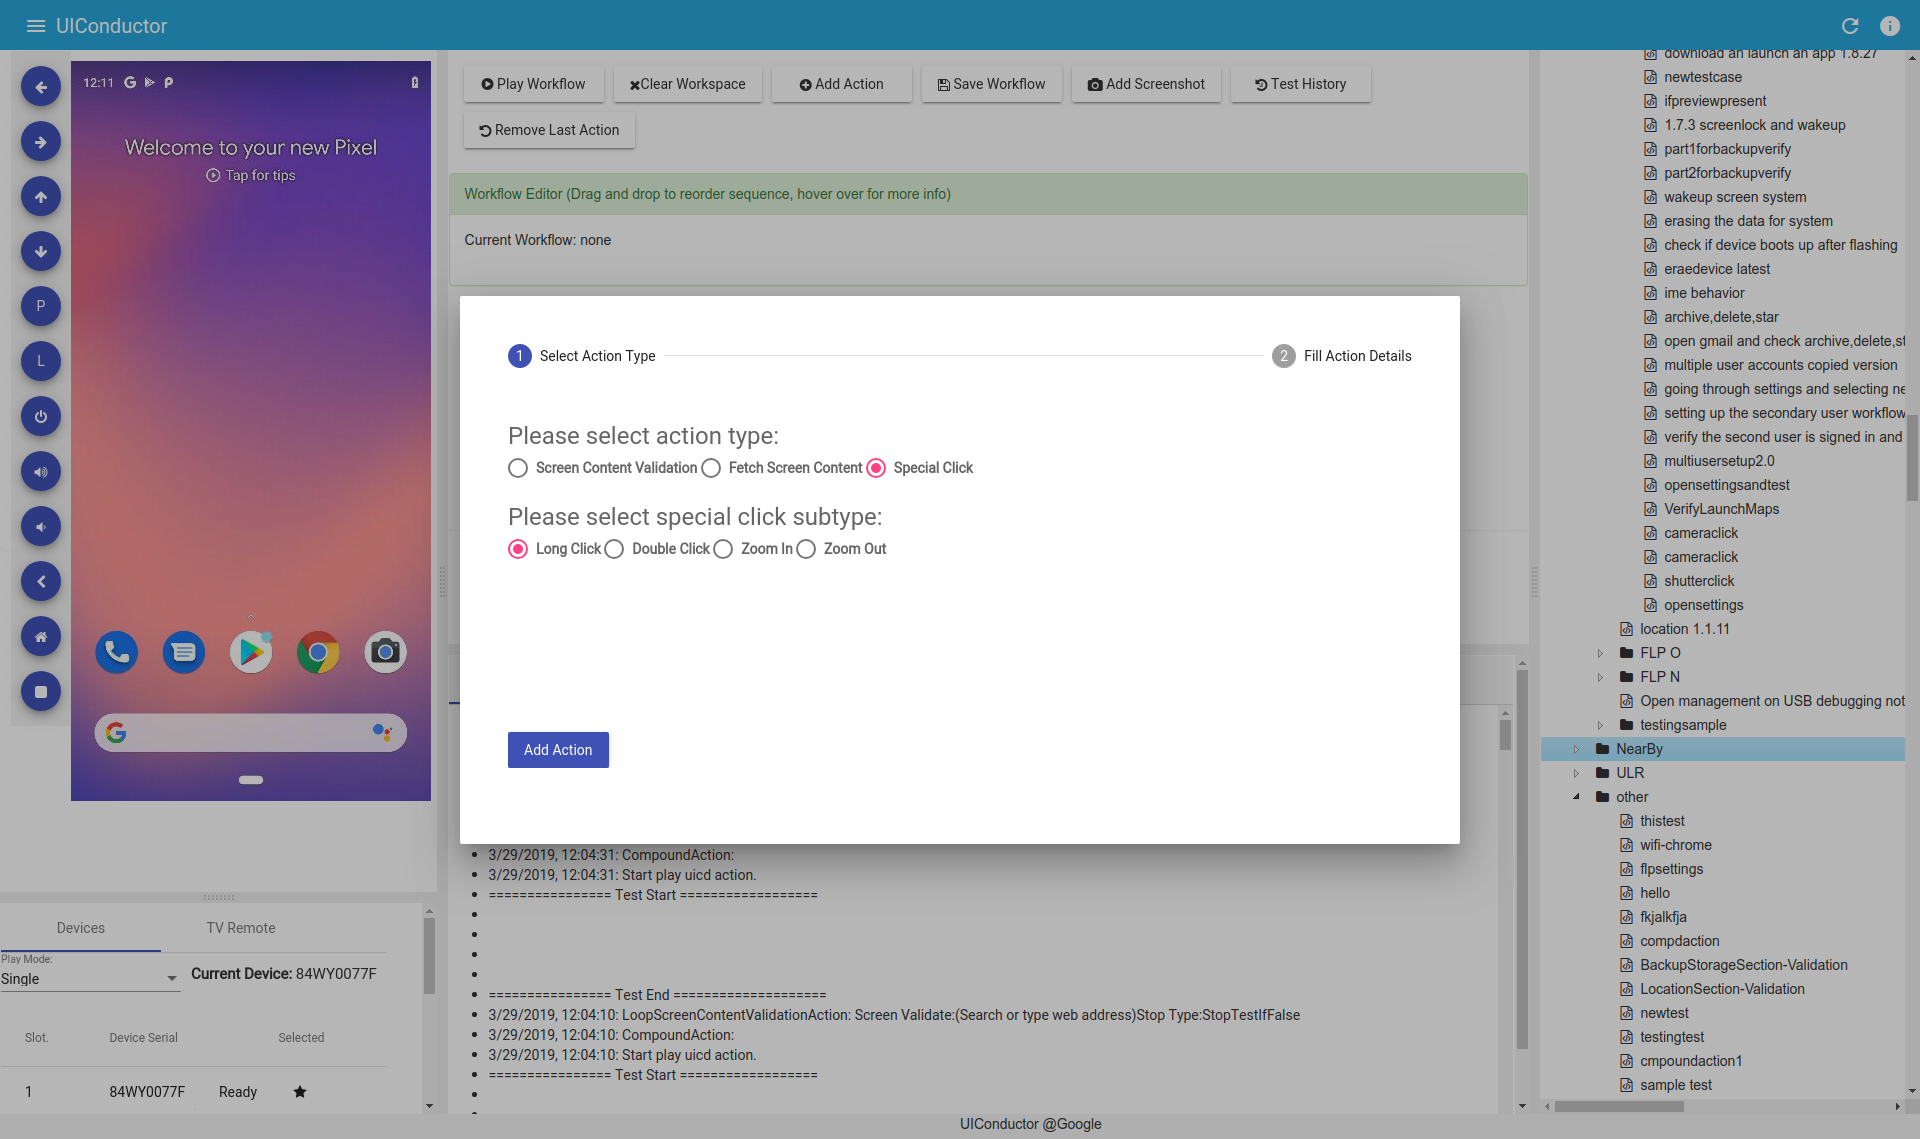 UIConductor
12:11
Welcome to your new Pixel
Tap for tips
P
L
Play Workflow
Clear Workspace
Add Action
Save Workflow
Add Screenshot
Test History
Remove Last Action
Workflow Editor (Drag and drop to reorder sequence, hover over for more info)
Current Workflow: none
1 Select Action Type
2 Fill Action Details
Please select action type:
Screen Content Validation
Fetch Screen Content
Special Click
Please select special click subtype:
Long Click
Double Click
Zoom In
Zoom Out
Add Action
3/29/2019, 12:04:31: CompoundAction:
3/29/2019, 12:04:31: Start play uicd action.
================ Test Start ==================
================ Test End ====================
3/29/2019, 12:04:10: LoopScreenContentValidationAction: Screen Validate:(Search or type web address)Stop Type:StopTestIfFalse
3/29/2019, 12:04:10: CompoundAction:
3/29/2019, 12:04:10: Start play uicd action.
================ Test Start ==================
Devices
TV Remote
Play Mode:
Single
Current Device: 84WY0077F
Slot. Device Serial Selected
1 84WY0077F Ready
download an launch an app 1.8.27
newtestcase
ifpreviewpresent
1.7.3 screenlock and wakeup
part1forbackupverify
part2forbackupverify
wakeup screen system
erasing the data for system
check if device boots up after flashing
eraedevice latest
ime behavior
archive,delete,star
open gmail and check archive,delete,st
multiple user accounts copied version
going through settings and selecting ne
setting up the secondary user workflow
verify the second user is signed in and
multiusersetup2.0
opensettingsandtest
VerifyLaunchMaps
cameraclick
cameraclick
shutterclick
opensettings
location 1.1.11
FLP O
FLP N
Open management on USB debugging not
testingsample
NearBy
ULR
other
thistest
wifi-chrome
flpsettings
hello
fkjalkfja
compdaction
BackupStorageSection-Validation
LocationSection-Validation
newtest
testingtest
cmpoundaction1
sample test
UIConductor @Google